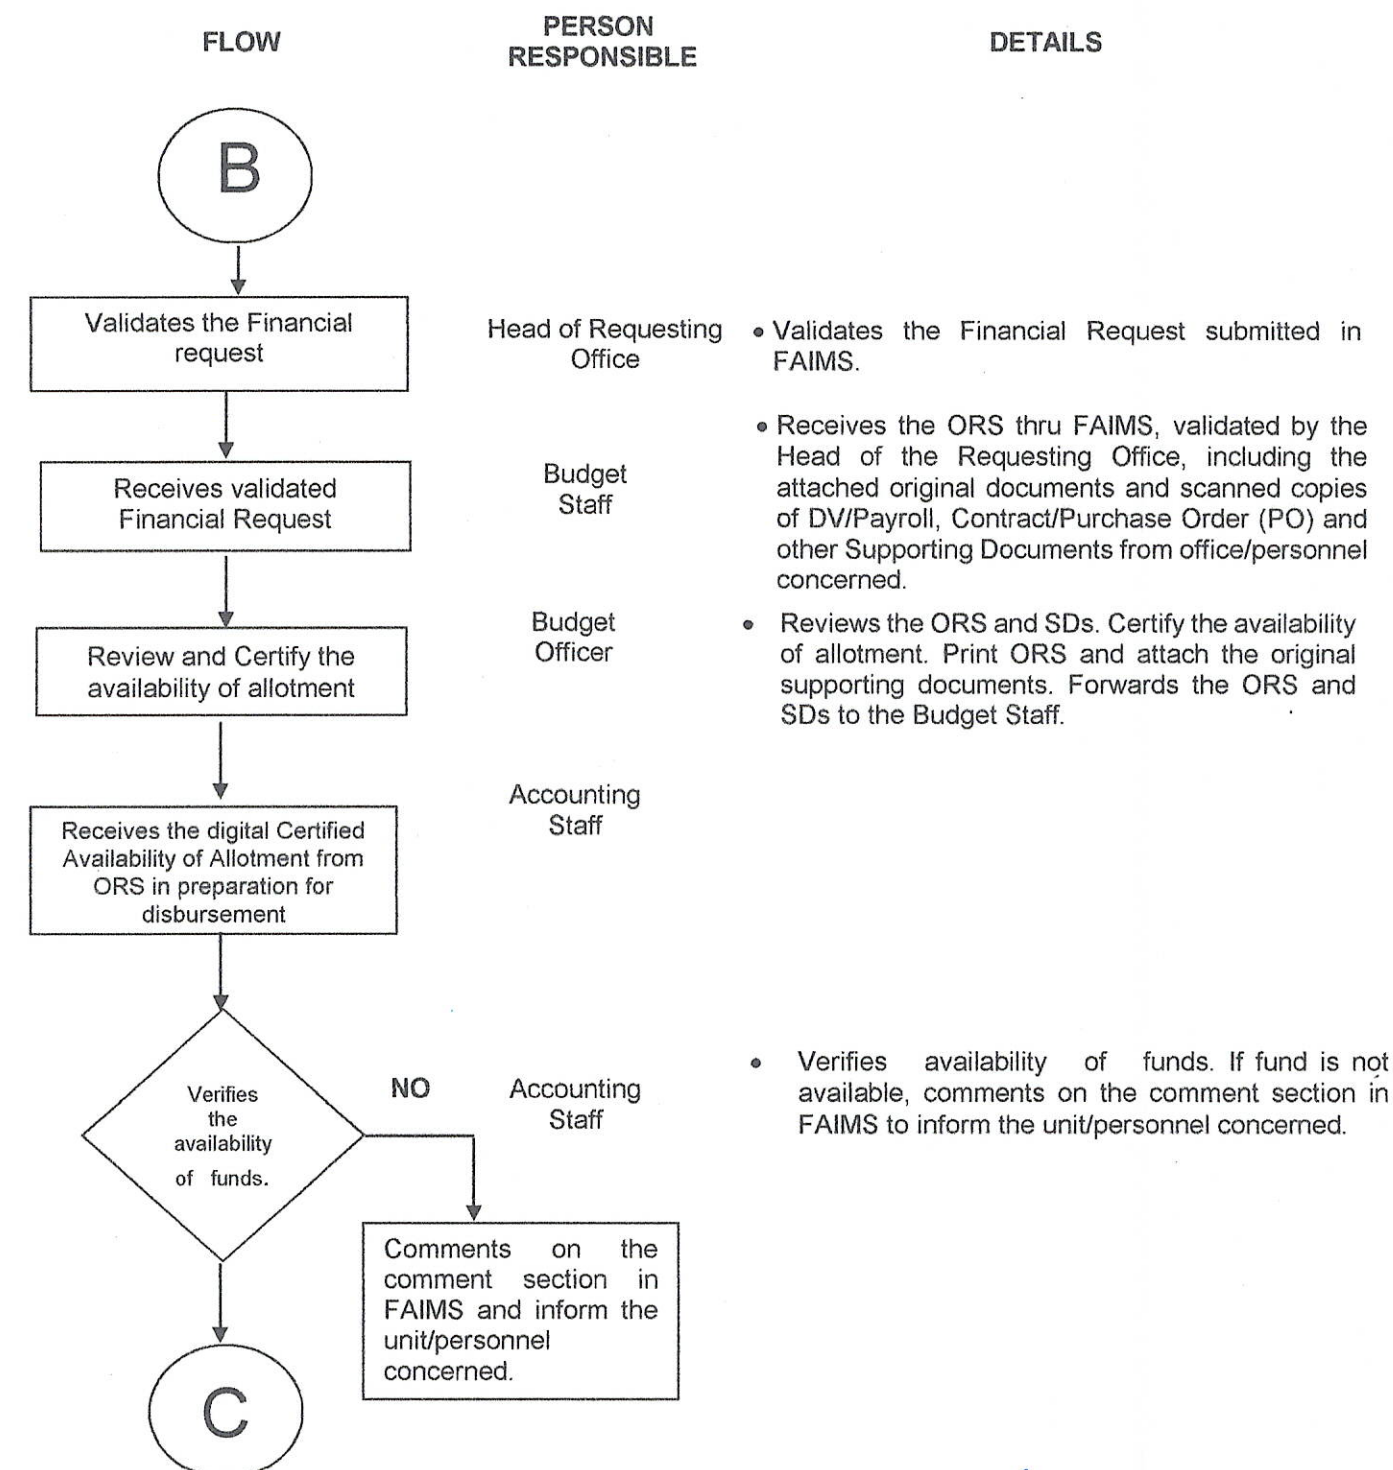 FLOW
PERSON
RESPONSIBLE
DETAILS
B
Validates the Financial
request
Head of Requesting
Office
• Validates the Financial Request submitted in
FAIMS.
Receives validated
Financial Request
Budget
Staff
• Receives the ORS thru FAIMS, validated by the
Head of the Requesting Office, including the
attached original documents and scanned copies
of DV/Payroll, Contract/Purchase Order (PO) and
other Supporting Documents from office/personnel
concerned.
Review and Certify the
availability of allotment
Budget
Officer
• Reviews the ORS and SDs. Certify the availability
of allotment. Print ORS and attach the original
supporting documents. Forwards the ORS and
SDs to the Budget Staff.
Receives the digital Certified
Availability of Allotment from
ORS in preparation for
disbursement
Accounting
Staff
Verifies
the
availability
of funds.
NO
Accounting
Staff
• Verifies availability of funds. If fund is not
available, comments on the comment section in
FAIMS to inform the unit/personnel concerned.
Comments on the
comment section in
FAIMS and inform the
unit/personnel
concerned.
C